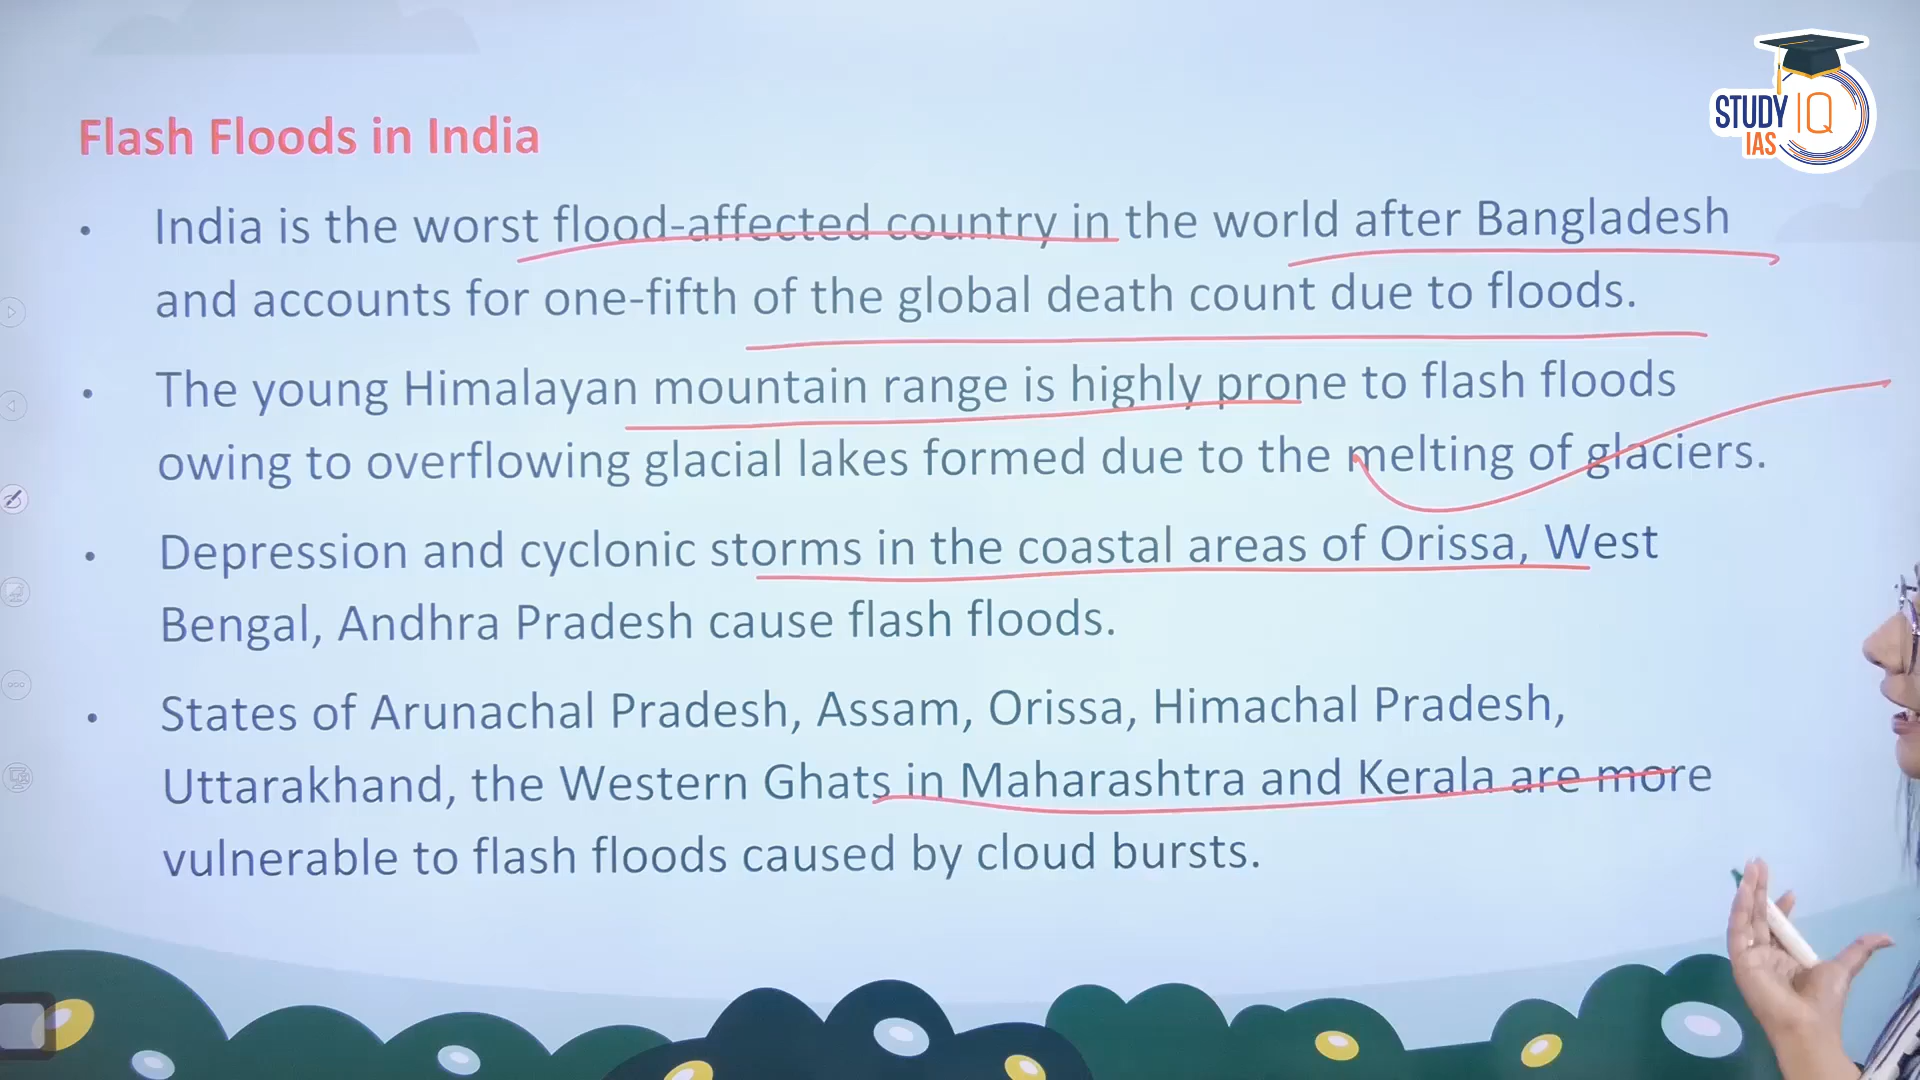 STUDY IQ
IAS
Flash Floods in India
• India is the worst flood-affected country in the world after Bangladesh
and accounts for one-fifth of the global death count due to floods.
• The young Himalayan mountain range is highly prone to flash floods
owing to overflowing glacial lakes formed due to the melting of glaciers.
• Depression and cyclonic storms in the coastal areas of Orissa, West
Bengal, Andhra Pradesh cause flash floods.
• States of Arunachal Pradesh, Assam, Orissa, Himachal Pradesh,
Uttarakhand, the Western Ghats in Maharashtra and Kerala are more
vulnerable to flash floods caused by cloud bursts.